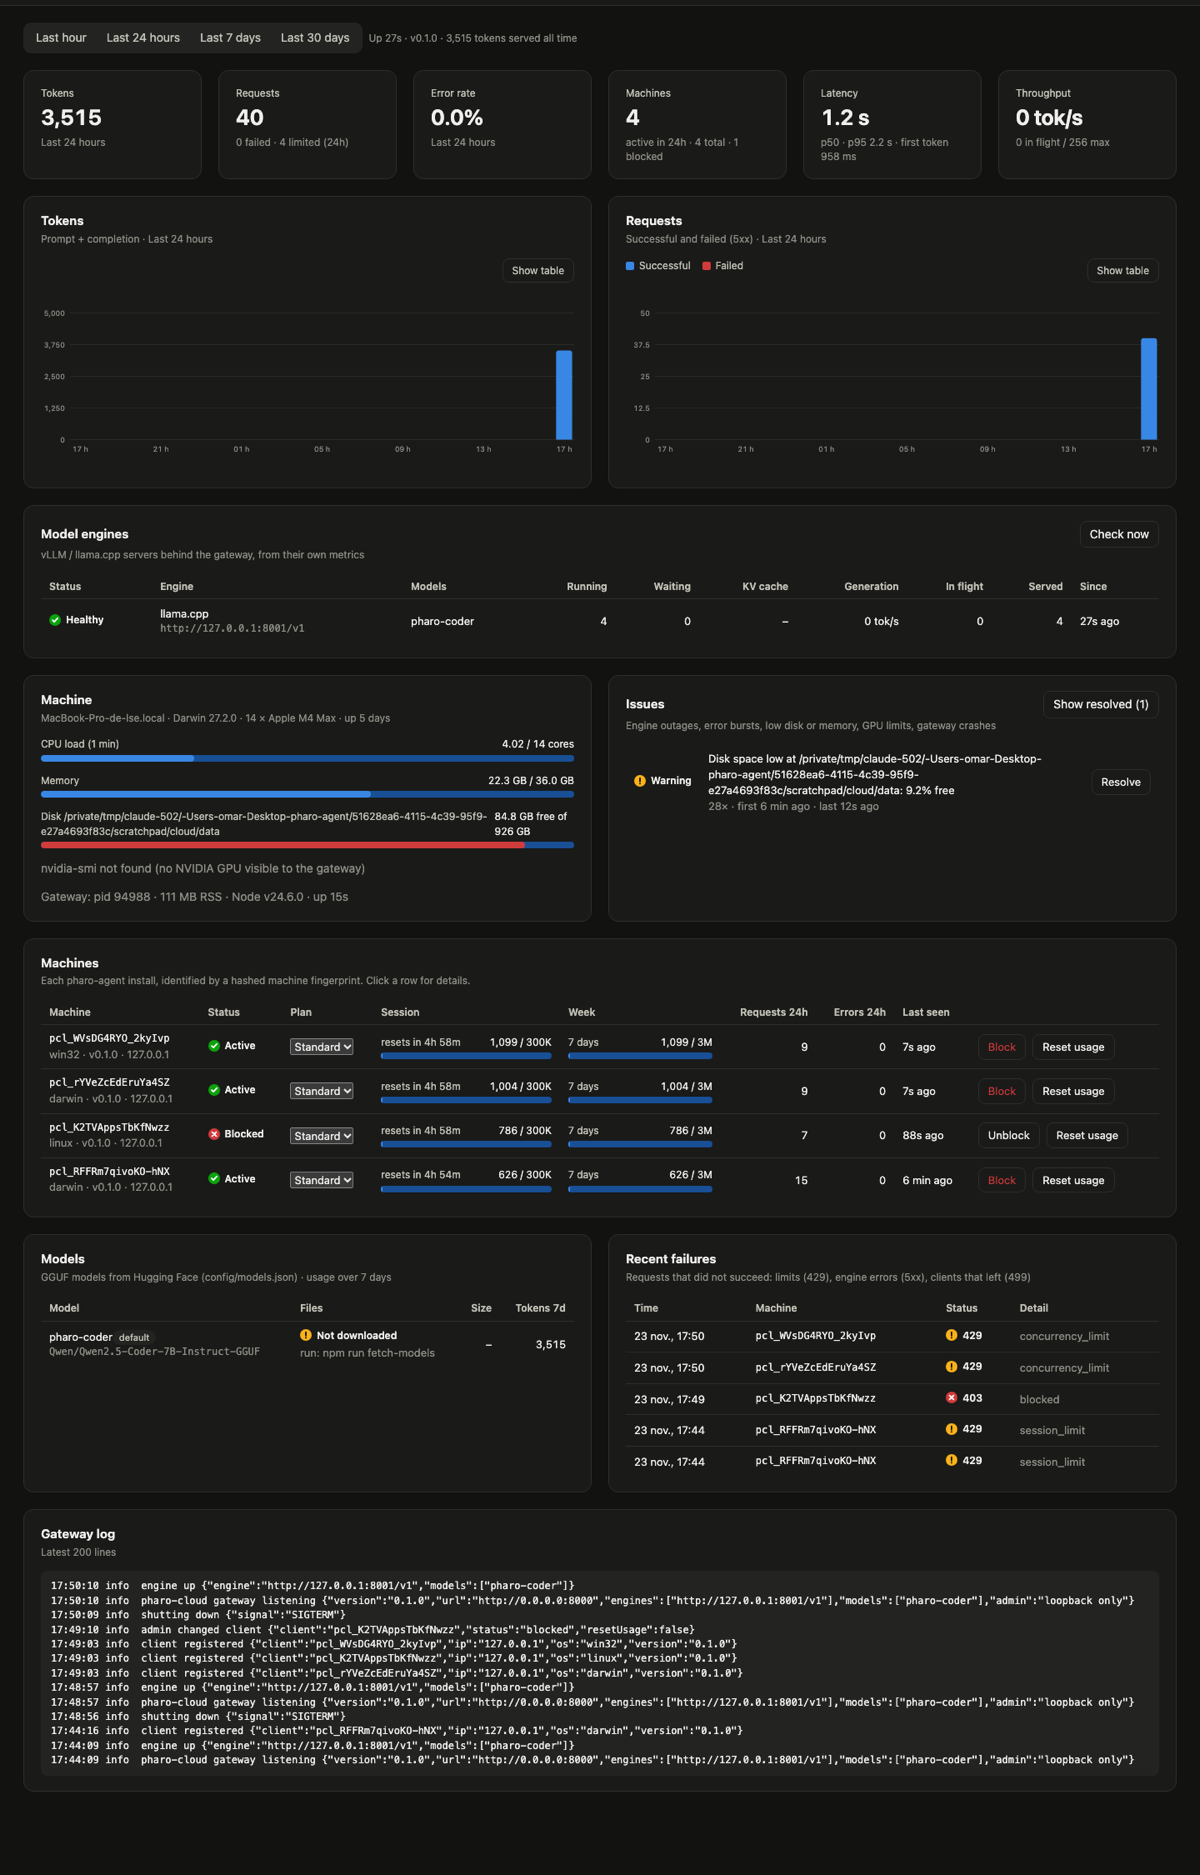 Last hour Last 24 hours Last 7 days Last 30 days Up 27s · v0.1.0 · 3,515 tokens served all time
Tokens
3,515
Last 24 hours
Requests
40
0 failed · 4 limited (24h)
Error rate
0.0%
Last 24 hours
Machines
4
active in 24h · 4 total · 1
blocked
Latency
1.2 s
p50 · p95 2.2 s · first token
958 ms
Throughput
0 tok/s
0 in flight / 256 max
Tokens
Prompt + completion · Last 24 hours
Show table
5,000
3,750
2,500
1,250
0
17 h 21 h 01 h 05 h 09 h 13 h 17 h
Requests
Successful and failed (5xx) · Last 24 hours
Successful Failed
Show table
50
37.5
25
12.5
0
17 h 21 h 01 h 05 h 09 h 13 h 17 h
Model engines
Check now
vLLM / llama.cpp servers behind the gateway, from their own metrics
Status Engine Models Running Waiting KV cache Generation In flight Served Since
Healthy llama.cpp pharo-coder 4 0 – 0 tok/s 0 4 27s ago
http://127.0.0.1:8001/v1
Machine
MacBook-Pro-de-Ise.local · Darwin 27.2.0 · 14 × Apple M4 Max · up 5 days
CPU load (1 min) 4.02 / 14 cores
Memory 22.3 GB / 36.0 GB
Disk /private/tmp/claude-502/-Users-omar-Desktop-pharo-agent/51628ea6-4115-4c39-95f9- 84.8 GB free of
e27a4693f83c/scratchpad/cloud/data 926 GB
nvidia-smi not found (no NVIDIA GPU visible to the gateway)
Gateway: pid 94988 · 111 MB RSS · Node v24.6.0 · up 15s
Issues
Show resolved (1)
Engine outages, error bursts, low disk or memory, GPU limits, gateway crashes
Disk space low at /private/tmp/claude-502/-Users-omar-Desktop-
Warning pharo-agent/51628ea6-4115-4c39-95f9- Resolve
e27a4693f83c/scratchpad/cloud/data: 9.2% free
28× · first 6 min ago · last 12s ago
Machines
Each pharo-agent install, identified by a hashed machine fingerprint. Click a row for details.
Machine Status Plan Session Week Requests 24h Errors 24h Last seen
pcl_WVsDG4RYO_2kyIvp Active Standard resets in 4h 58m 1,099 / 300K 7 days 1,099 / 3M 9 0 7s ago Block Reset usage
win32 · v0.1.0 · 127.0.0.1
pcl_rYVeZcEdEruYa4SZ Active Standard resets in 4h 58m 1,004 / 300K 7 days 1,004 / 3M 9 0 7s ago Block Reset usage
darwin · v0.1.0 · 127.0.0.1
pcl_K2TVAppsTbKfNwzz Blocked Standard resets in 4h 58m 786 / 300K 7 days 786 / 3M 7 0 88s ago Unblock Reset usage
linux · v0.1.0 · 127.0.0.1
pcl_RFFRm7qivoKO-hNX Active Standard resets in 4h 54m 626 / 300K 7 days 626 / 3M 15 0 6 min ago Block Reset usage
darwin · v0.1.0 · 127.0.0.1
Models
GGUF models from Hugging Face (config/models.json) · usage over 7 days
Model Files Size Tokens 7d
pharo-coder default Not downloaded – 3,515
Qwen/Qwen2.5-Coder-7B-Instruct-GGUF run: npm run fetch-models
Recent failures
Requests that did not succeed: limits (429), engine errors (5xx), clients that left (499)
Time Machine Status Detail
23 nov., 17:50 pcl_WVsDG4RYO_2kyIvp 429 concurrency_limit
23 nov., 17:50 pcl_rYVeZcEdEruYa4SZ 429 concurrency_limit
23 nov., 17:49 pcl_K2TVAppsTbKfNwzz 403 blocked
23 nov., 17:44 pcl_RFFRm7qivoKO-hNX 429 session_limit
23 nov., 17:44 pcl_RFFRm7qivoKO-hNX 429 session_limit
Gateway log
Latest 200 lines
17:50:10 info engine up {"engine":"http://127.0.0.1:8001/v1","models":["pharo-coder"]}
17:50:10 info pharo-cloud gateway listening {"version":"0.1.0","url":"http://0.0.0.0:8000","engines":["http://127.0.0.1:8001/v1"],"models":["pharo-coder"],"admin":"loopback only"}
17:50:09 info shutting down {"signal":"SIGTERM"}
17:49:10 info admin changed client {"client":"pcl_K2TVAppsTbKfNwzz","status":"blocked","resetUsage":false}
17:49:03 info client registered {"client":"pcl_WVsDG4RYO_2kyIvp","ip":"127.0.0.1","os":"win32","version":"0.1.0"}
17:49:03 info client registered {"client":"pcl_K2TVAppsTbKfNwzz","ip":"127.0.0.1","os":"linux","version":"0.1.0"}
17:49:03 info client registered {"client":"pcl_rYVeZcEdEruYa4SZ","ip":"127.0.0.1","os":"darwin","version":"0.1.0"}
17:48:57 info engine up {"engine":"http://127.0.0.1:8001/v1","models":["pharo-coder"]}
17:48:57 info pharo-cloud gateway listening {"version":"0.1.0","url":"http://0.0.0.0:8000","engines":["http://127.0.0.1:8001/v1"],"models":["pharo-coder"],"admin":"loopback only"}
17:48:56 info shutting down {"signal":"SIGTERM"}
17:44:16 info client registered {"client":"pcl_RFFRm7qivoKO-hNX","ip":"127.0.0.1","os":"darwin","version":"0.1.0"}
17:44:09 info engine up {"engine":"http://127.0.0.1:8001/v1","models":["pharo-coder"]}
17:44:09 info pharo-cloud gateway listening {"version":"0.1.0","url":"http://0.0.0.0:8000","engines":["http://127.0.0.1:8001/v1"],"models":["pharo-coder"],"admin":"loopback only"}